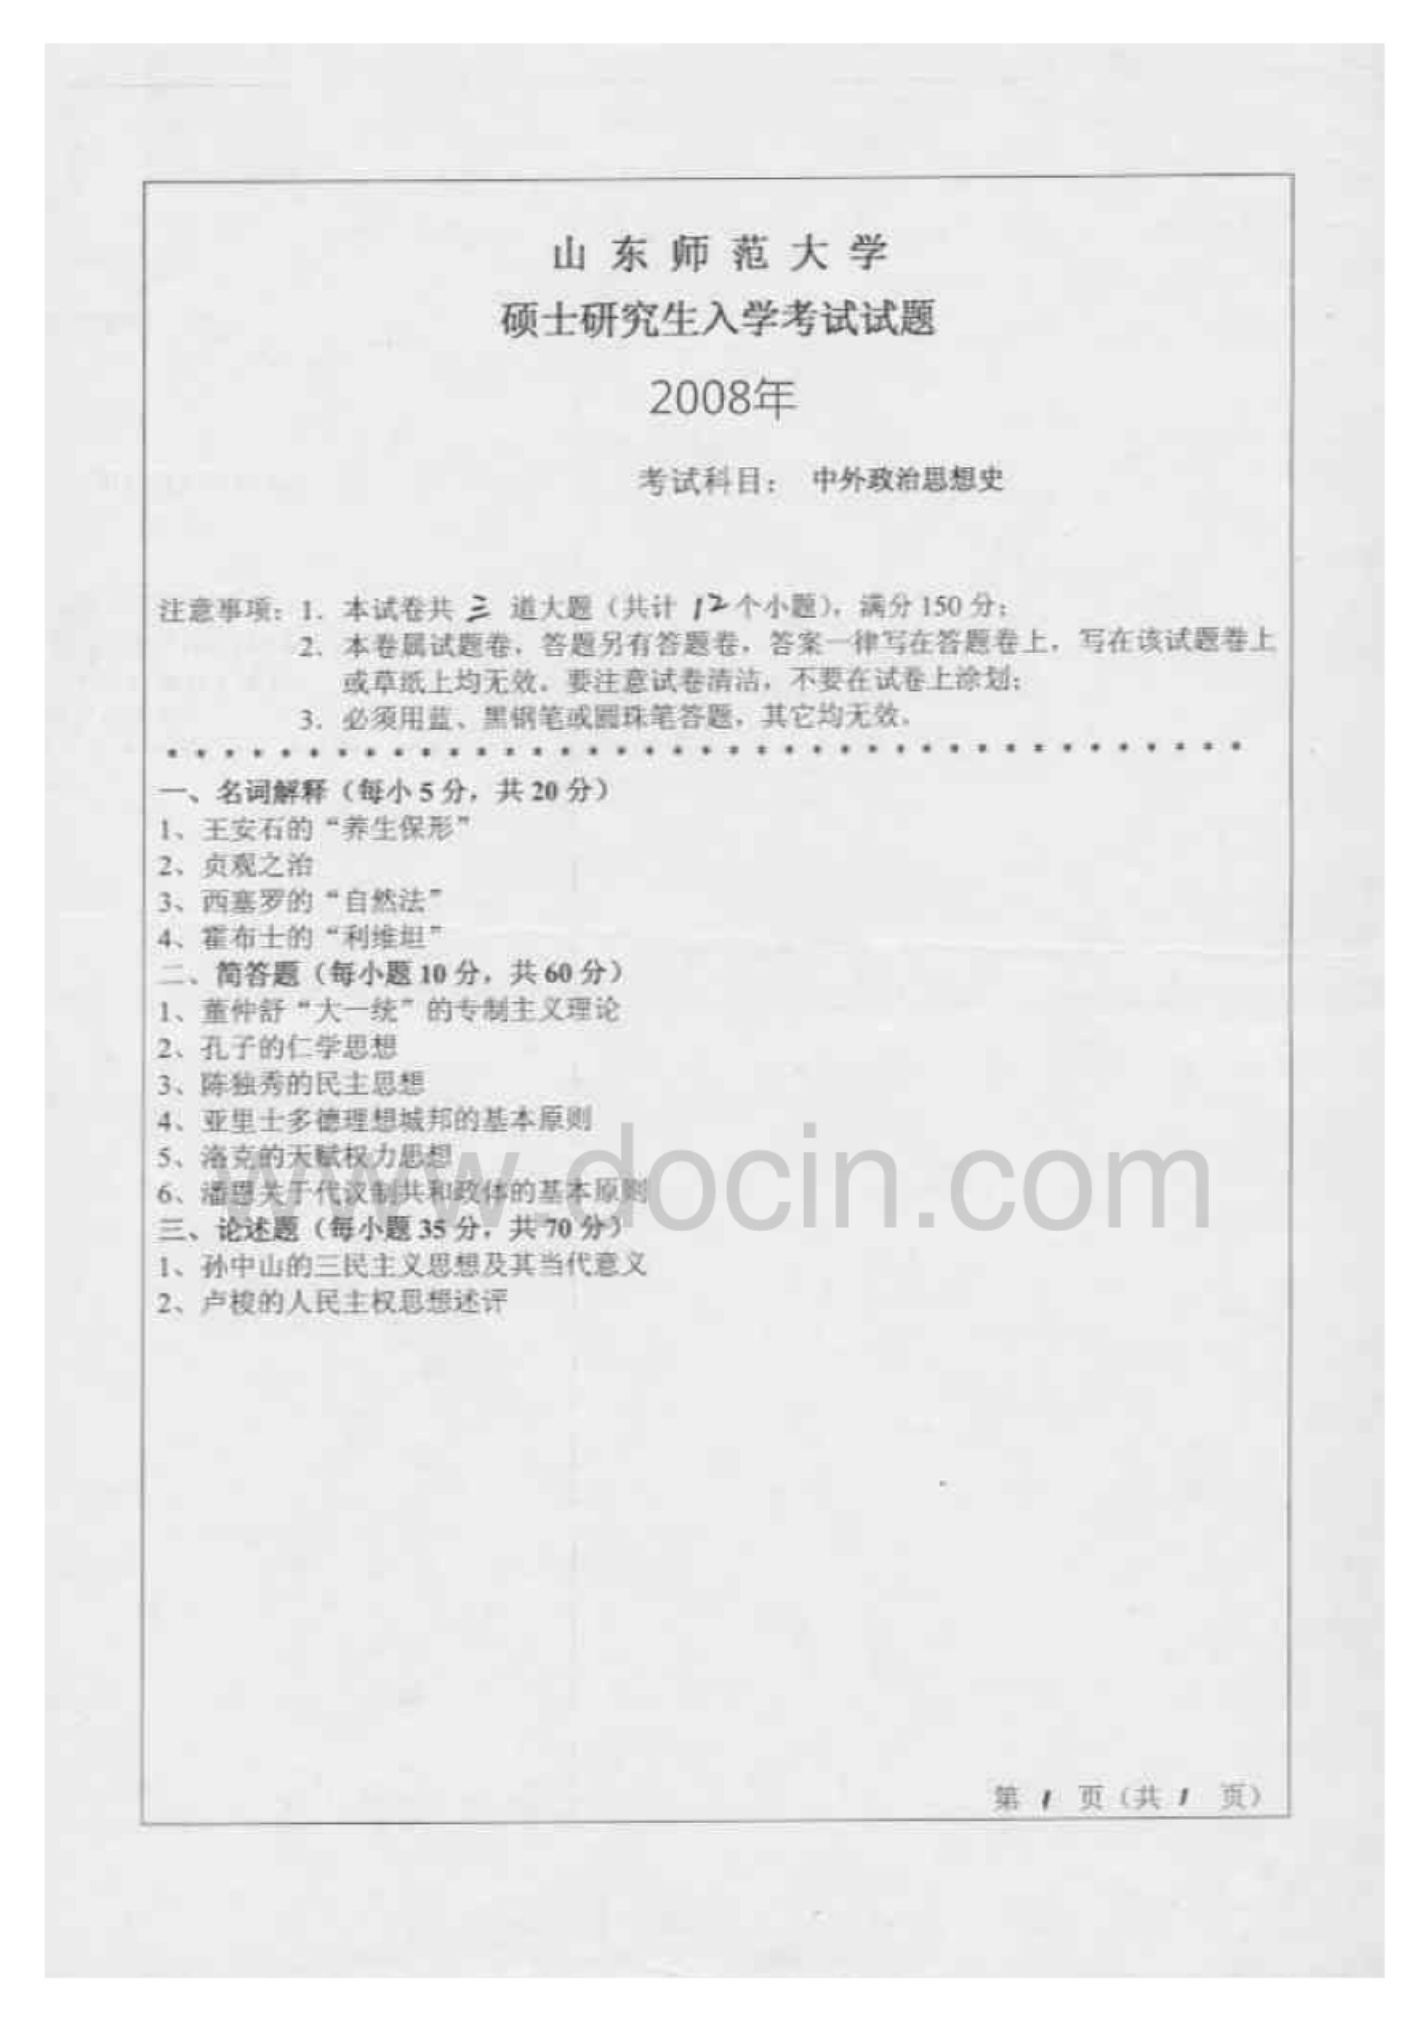 山东师范大学
硕士研究生入学考试试题
2008年
考试科目： 中外政治思想史
注意事项：1．本试卷共 三 道大题（共计 12个小题），满分150分；
2．本卷属试题卷，答题另有答题卷，答案一律写在答题卷上，写在该试题卷上
或草纸上均无效。要注意试卷清洁，不要在试卷上涂划；
3．必须用蓝、黑钢笔或圆珠笔答题，其它均无效。
* * * * * * * * * * * * * * * * * * * * * * * * * * * * * * * * * * * * * * *
一、名词解释（每小5分，共20分）
1、王安石的“养生保形”
2、贞观之治
3、西塞罗的“自然法”
4、霍布士的“利维坦”
二、简答题（每小题10分，共60分）
1、董仲舒“大一统”的专制主义理论
2、孔子的仁学思想
3、陈独秀的民主思想
4、亚里士多德理想城邦的基本原则
5、洛克的天赋权力思想
6、潘恩关于代议制共和政体的基本原则
www.docin.com
三、论述题（每小题35分，共70分）
1、孙中山的三民主义思想及其当代意义
2、卢梭的人民主权思想述评
第 1 页（共 1 页）